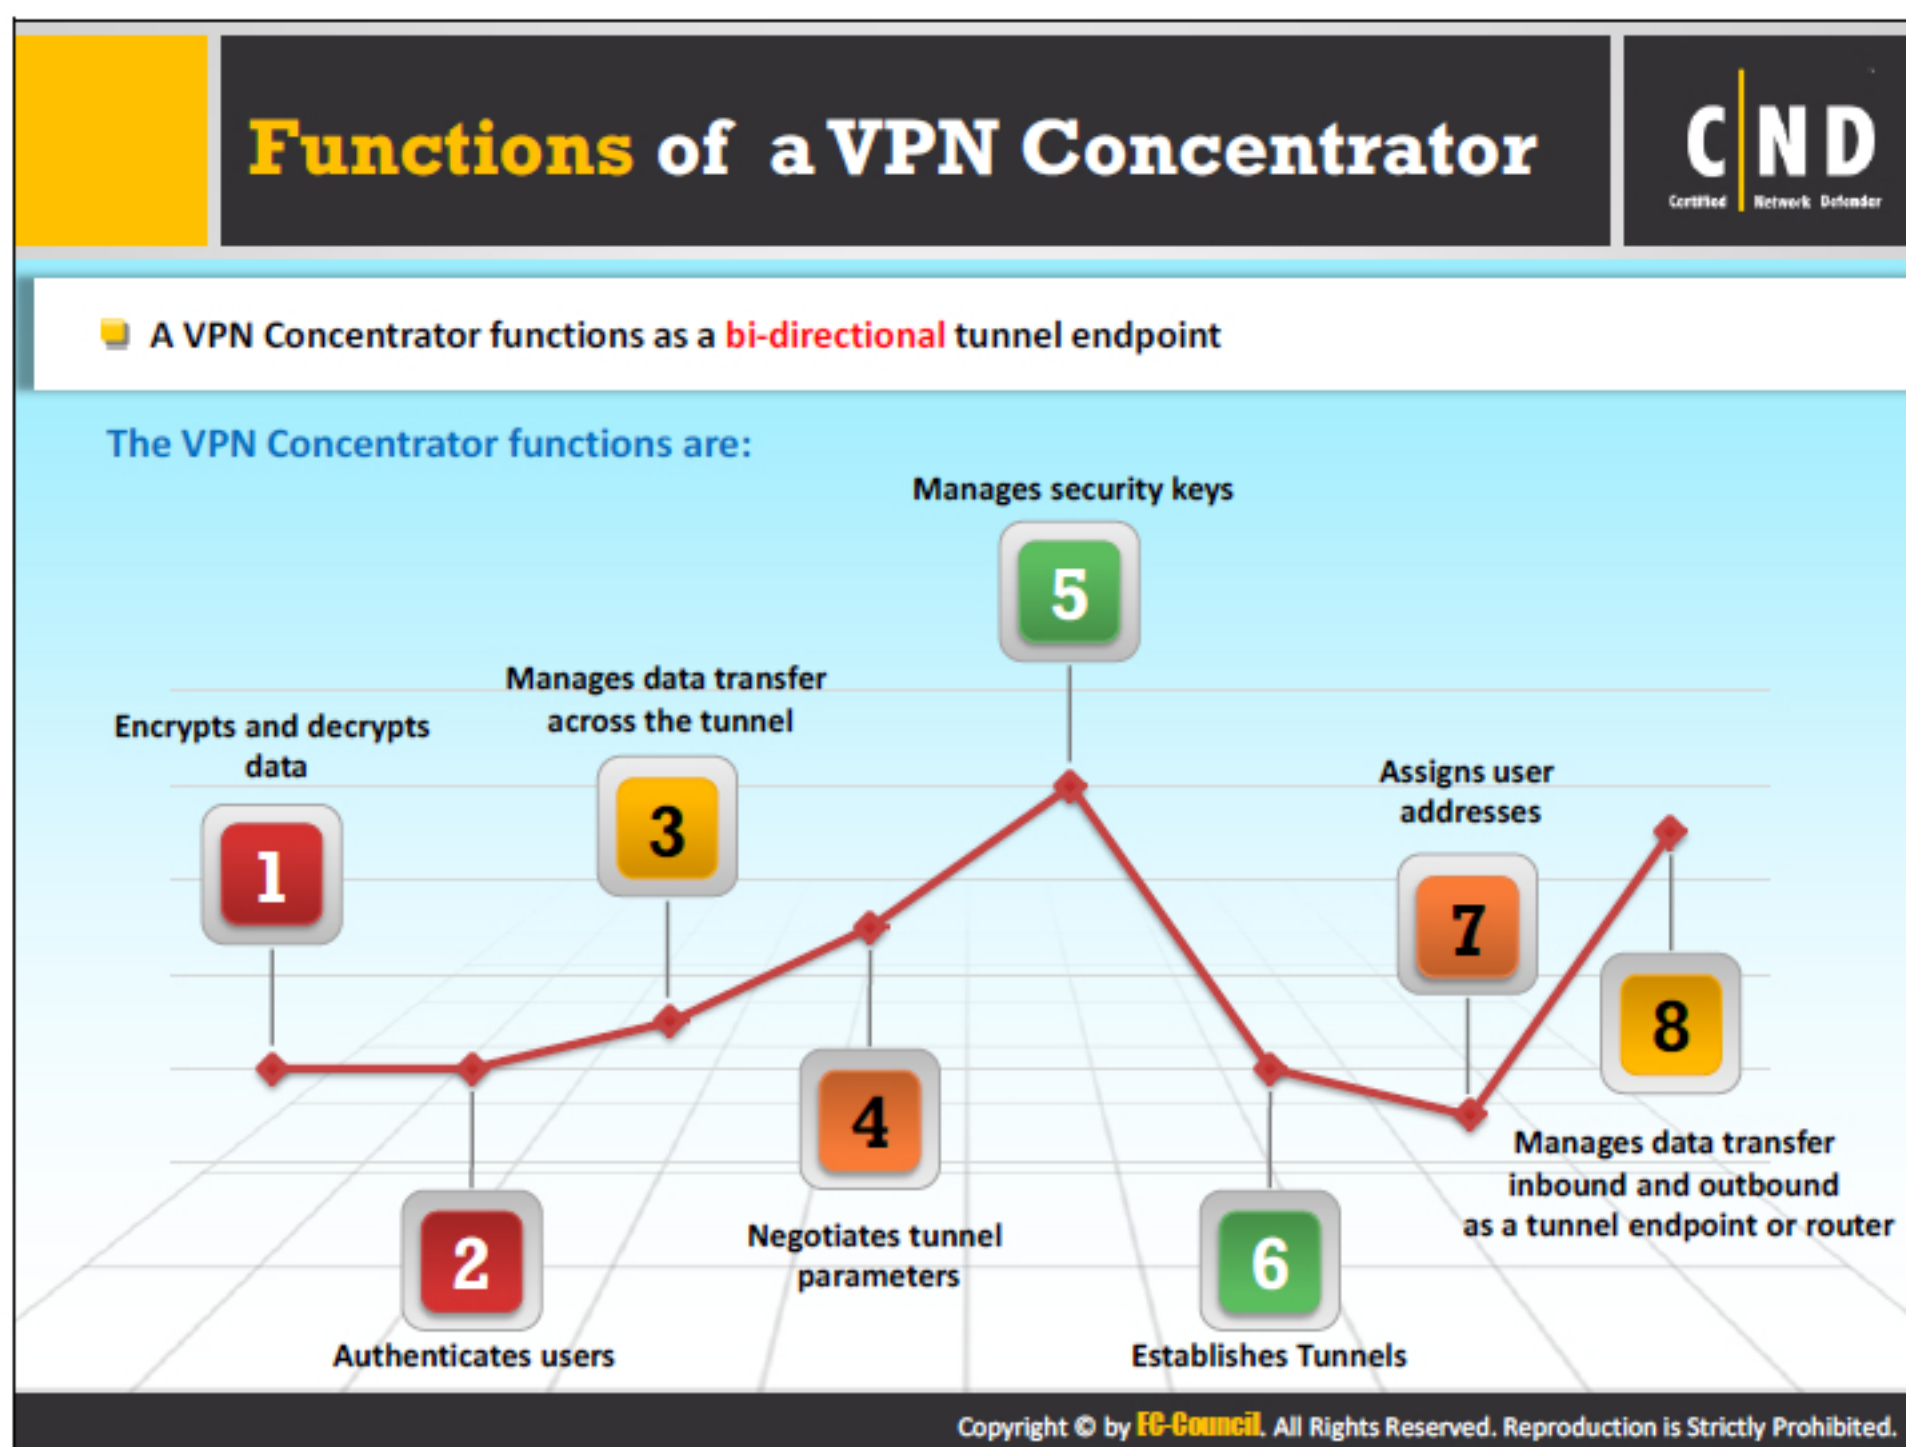 Functions of a VPN Concentrator
C ND
Certified Network Defender
A VPN Concentrator functions as a bi-directional tunnel endpoint
The VPN Concentrator functions are:
1
Encrypts and decrypts
data
2
Authenticates users
3
Manages data transfer
across the tunnel
4
Negotiates tunnel
parameters
5
Manages security keys
6
Establishes Tunnels
7
Assigns user
addresses
8
Manages data transfer
inbound and outbound
as a tunnel endpoint or router
Copyright © by EC-Council. All Rights Reserved. Reproduction is Strictly Prohibited.